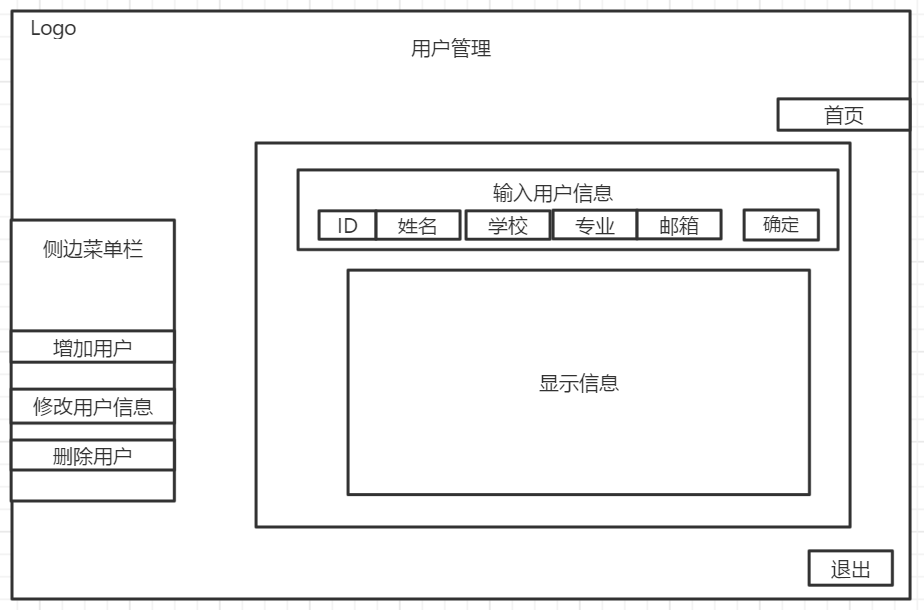 Logo
用户管理
首页
输入用户信息
ID 姓名 学校 专业 邮箱 确定
侧边菜单栏
增加用户
修改用户信息
删除用户
显示信息
退出